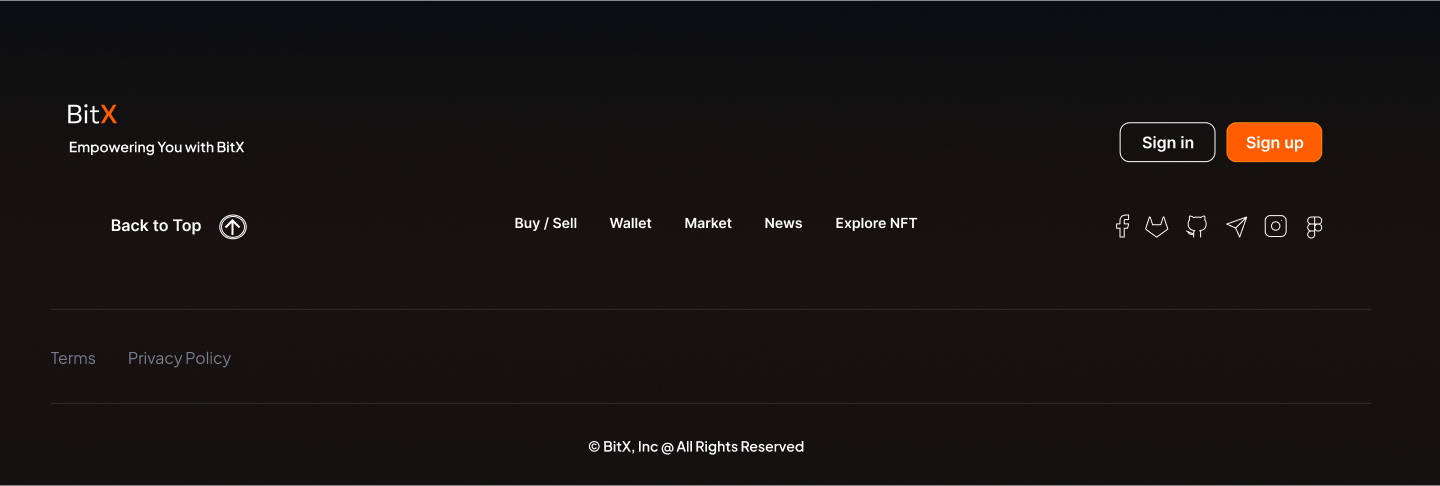 BitX
Empowering You with BitX
Sign in
Sign up
Back to Top
Buy / Sell
Wallet
Market
News
Explore NFT
Terms
Privacy Policy
© BitX, Inc @ All Rights Reserved